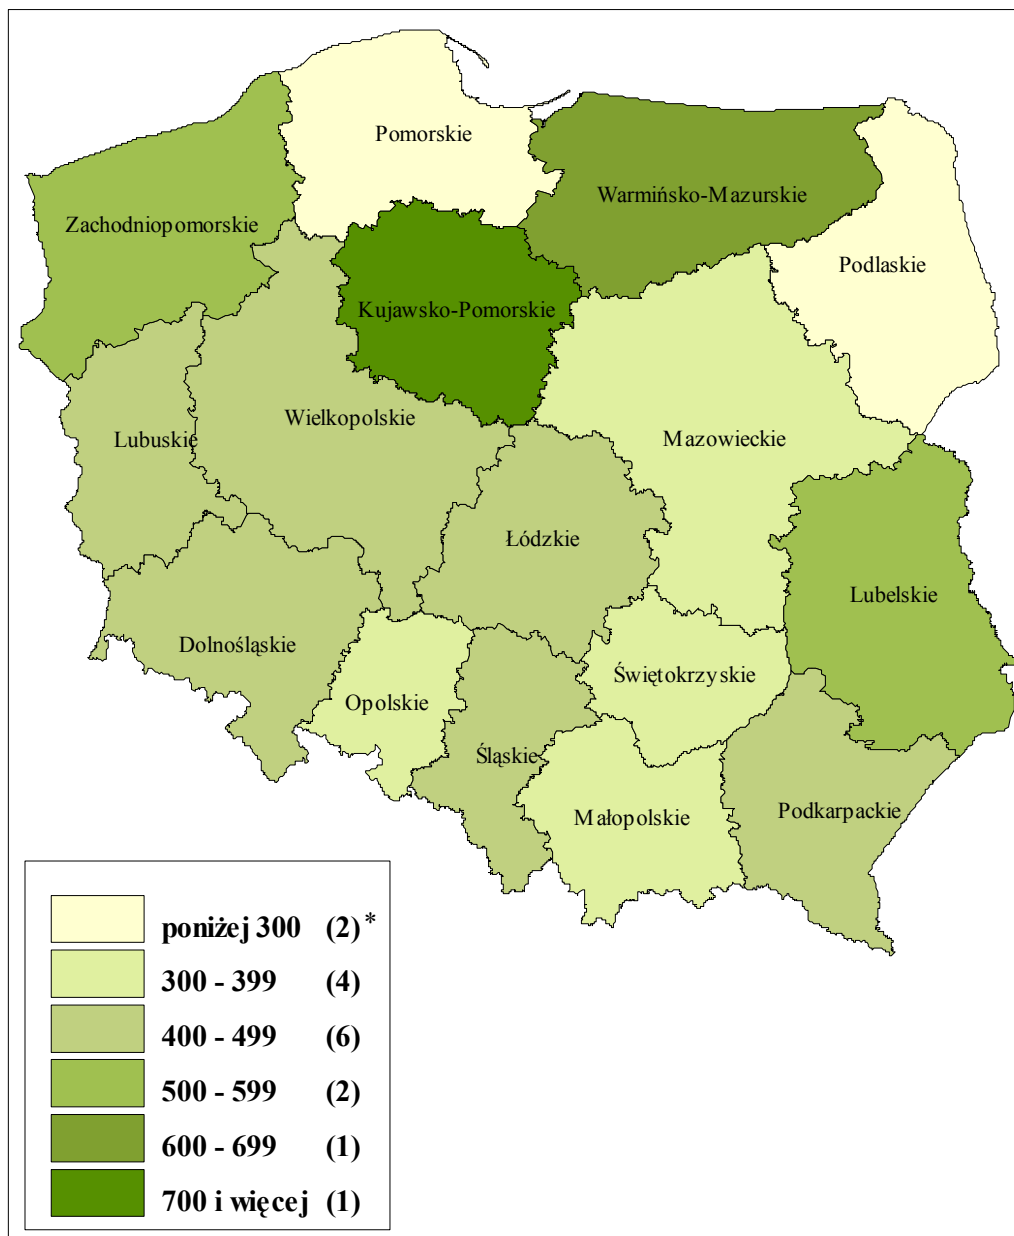 Pomorskie
Warmińsko-Mazurskie
Zachodniopomorskie
Podlaskie
Kujawsko-Pomorskie
Wielkopolskie
Lubuskie
Mazowieckie
Łódzkie
Lubelskie
Dolnośląskie
Świętokrzyskie
Opolskie
Śląskie
Małopolskie
Podkarpackie
poniżej 300 (2)*
300 - 399 (4)
400 - 499 (6)
500 - 599 (2)
600 - 699 (1)
700 i więcej (1)